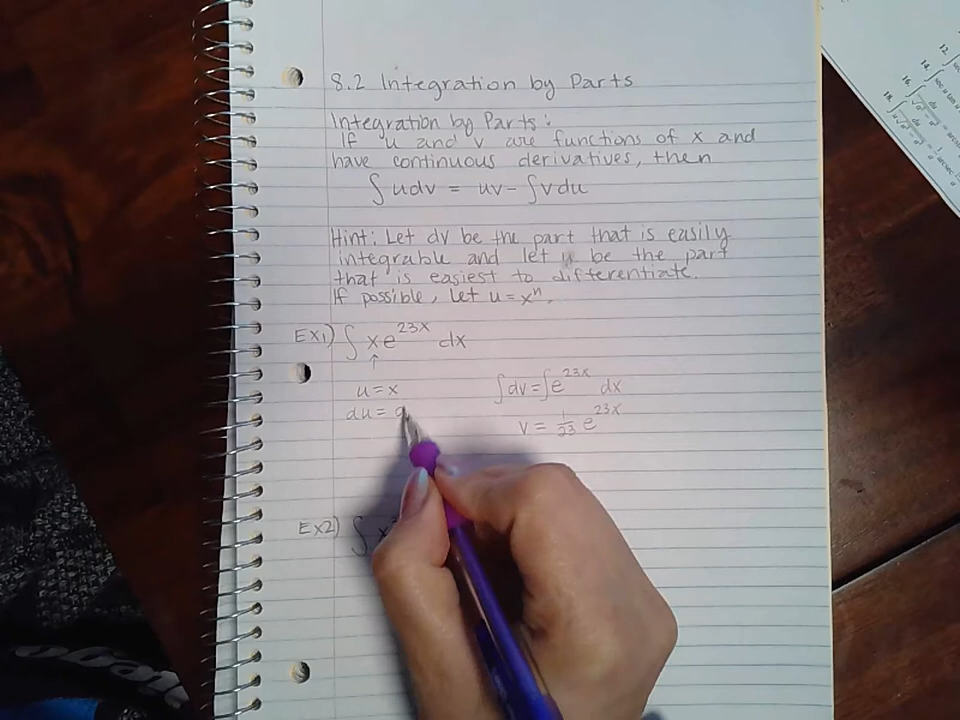 8.2 Integration by Parts
Integration by Parts:
If u and v are functions of x and
have continuous derivatives, then
∫udv = uv - ∫vdu
Hint: Let dv be the part that is easily
integrable and let u be the part
that is easiest to differentiate.
If possible, let u = xⁿ.
Ex1) ∫ x e^{23x} dx
↑
u = x ∫dv = ∫e^{23x} dx
du = v = 1/23 e^{23x}
Ex2) ∫ x